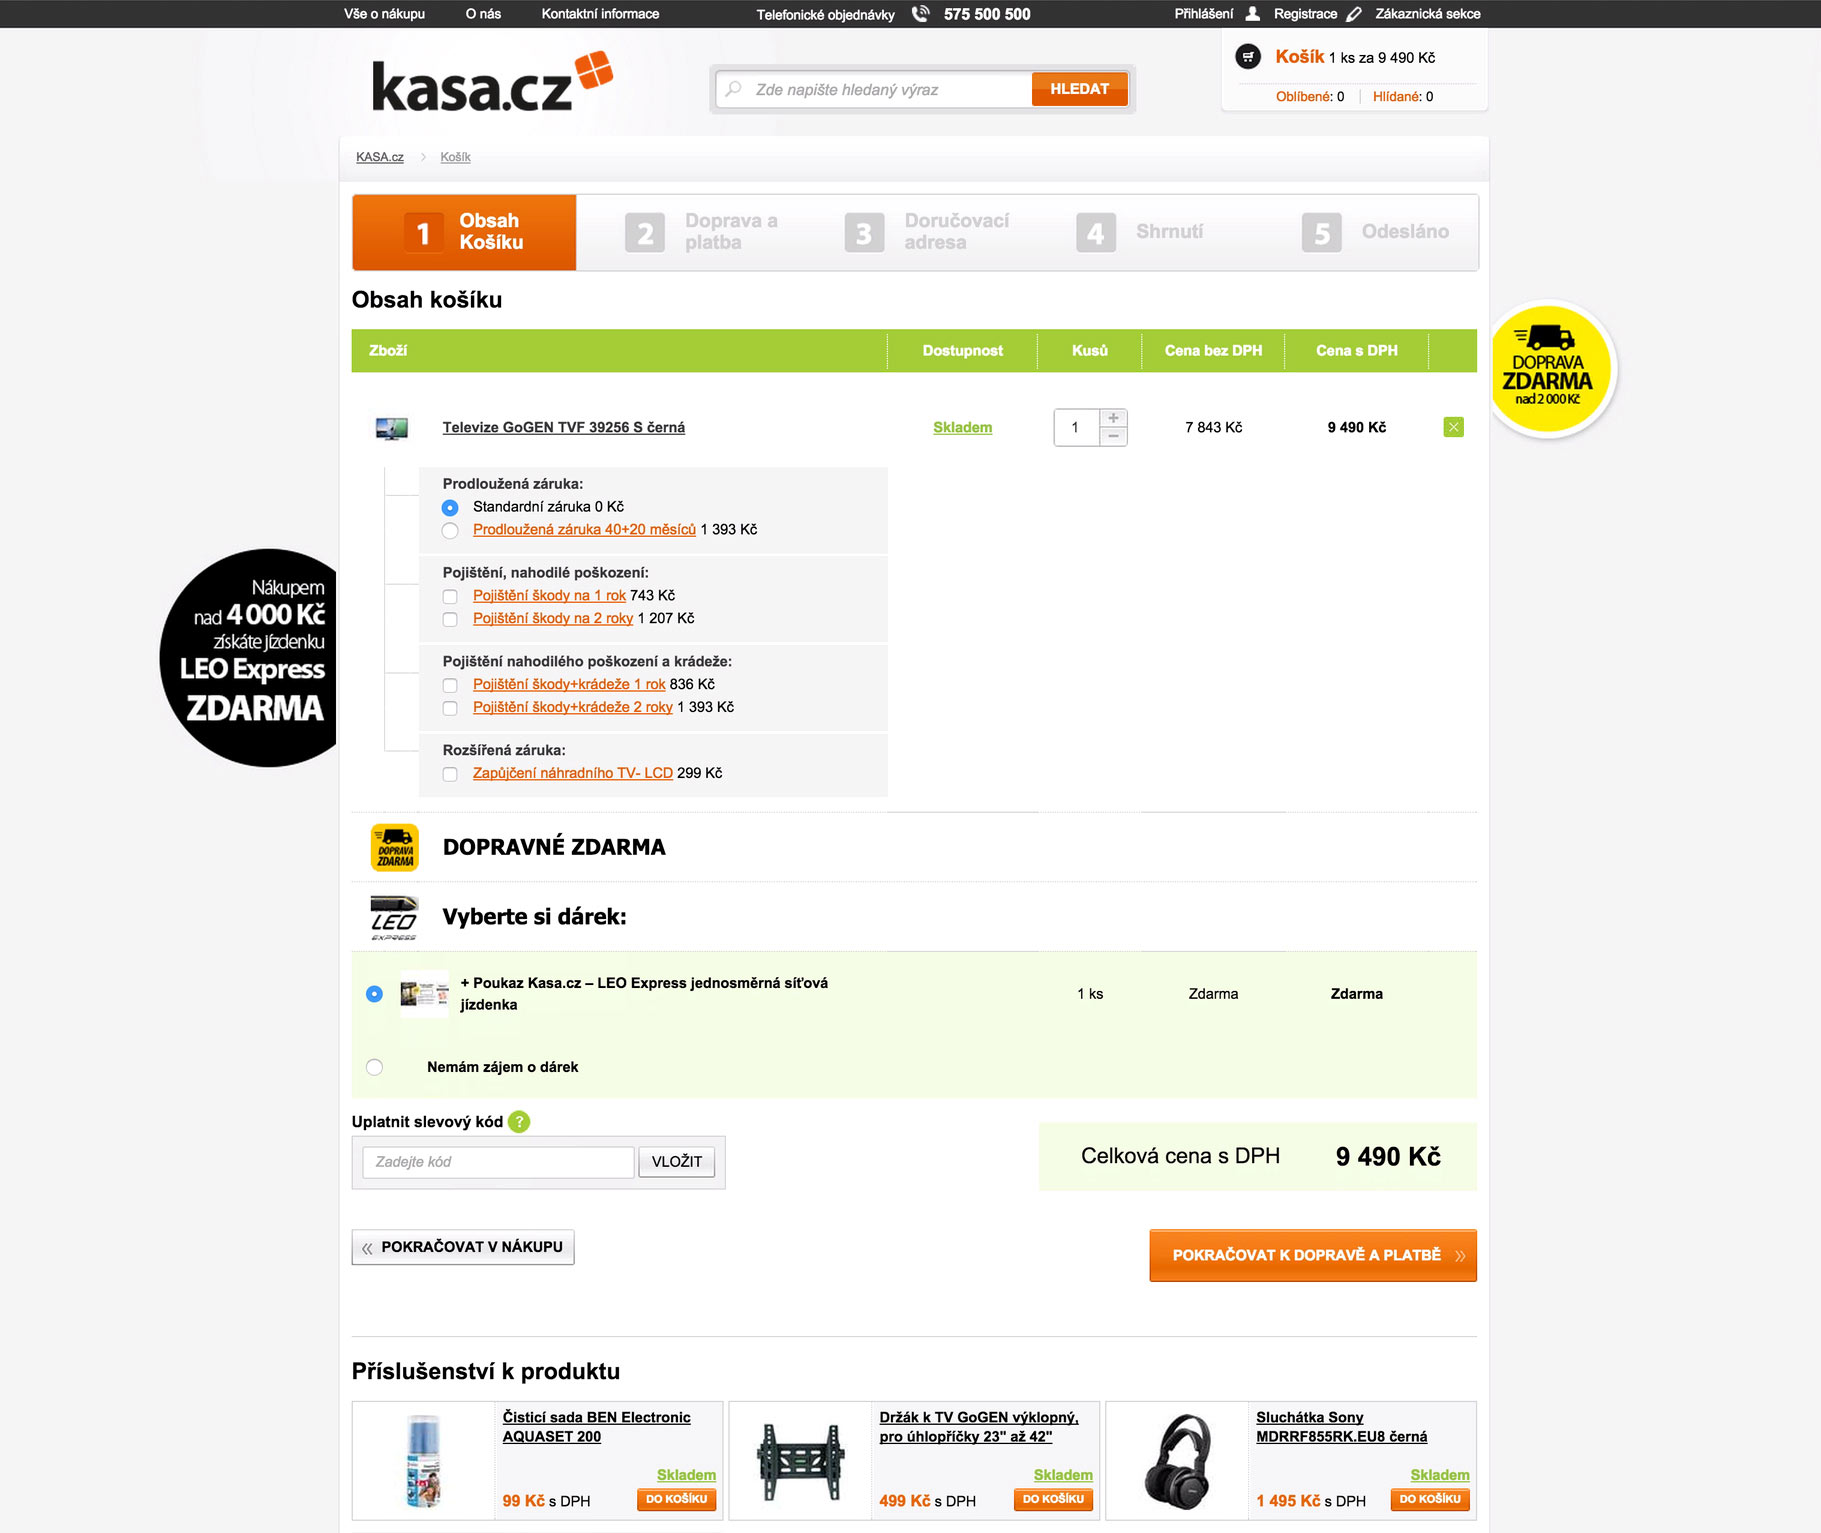 Vše o nákupu O nás Kontaktní informace Telefonické objednávky 575 500 500 Přihlášení Registrace Zákaznická sekce
kasa.cz
Zde napište hledaný výraz HLEDAT
Košík 1 ks za 9 490 Kč
Oblíbené: 0 Hlídané: 0
KASA.cz Košík
1 Obsah Košíku
2 Doprava a platba
3 Doručovací adresa
4 Shrnutí
5 Odesláno
Obsah košíku
Zboží Dostupnost Kusů Cena bez DPH Cena s DPH
DOPRAVA
ZDARMA
nad 2 000 Kč
Televize GoGEN TVF 39256 S černá Skladem 1 + − 7 843 Kč 9 490 Kč
Prodloužená záruka:
Standardní záruka 0 Kč
Prodloužená záruka 40+20 měsíců 1 393 Kč
Pojištění, nahodilé poškození:
Pojištění škody na 1 rok 743 Kč
Pojištění škody na 2 roky 1 207 Kč
Nákupem
nad 4 000 Kč
získáte jízdenku
LEO Express
ZDARMA
Pojištění nahodilého poškození a krádeže:
Pojištění škody+krádeže 1 rok 836 Kč
Pojištění škody+krádeže 2 roky 1 393 Kč
Rozšířená záruka:
Zapůjčení náhradního TV- LCD 299 Kč
DOPRAVA
ZDARMA
DOPRAVNÉ ZDARMA
LEO
EXPRESS
Vyberte si dárek:
+ Poukaz Kasa.cz – LEO Express jednosměrná síťová
jízdenka
1 ks Zdarma Zdarma
Nemám zájem o dárek
Uplatnit slevový kód ?
Zadejte kód VLOŽIT
Celková cena s DPH 9 490 Kč
« POKRAČOVAT V NÁKUPU
POKRAČOVAT K DOPRAVĚ A PLATBĚ »
Příslušenství k produktu
Čisticí sada BEN Electronic
AQUASET 200
Skladem
99 Kč s DPH DO KOŠÍKU
Držák k TV GoGEN výklopný,
pro úhlopříčky 23" až 42"
Skladem
499 Kč s DPH DO KOŠÍKU
Sluchátka Sony
MDRRF855RK.EU8 černá
Skladem
1 495 Kč s DPH DO KOŠÍKU